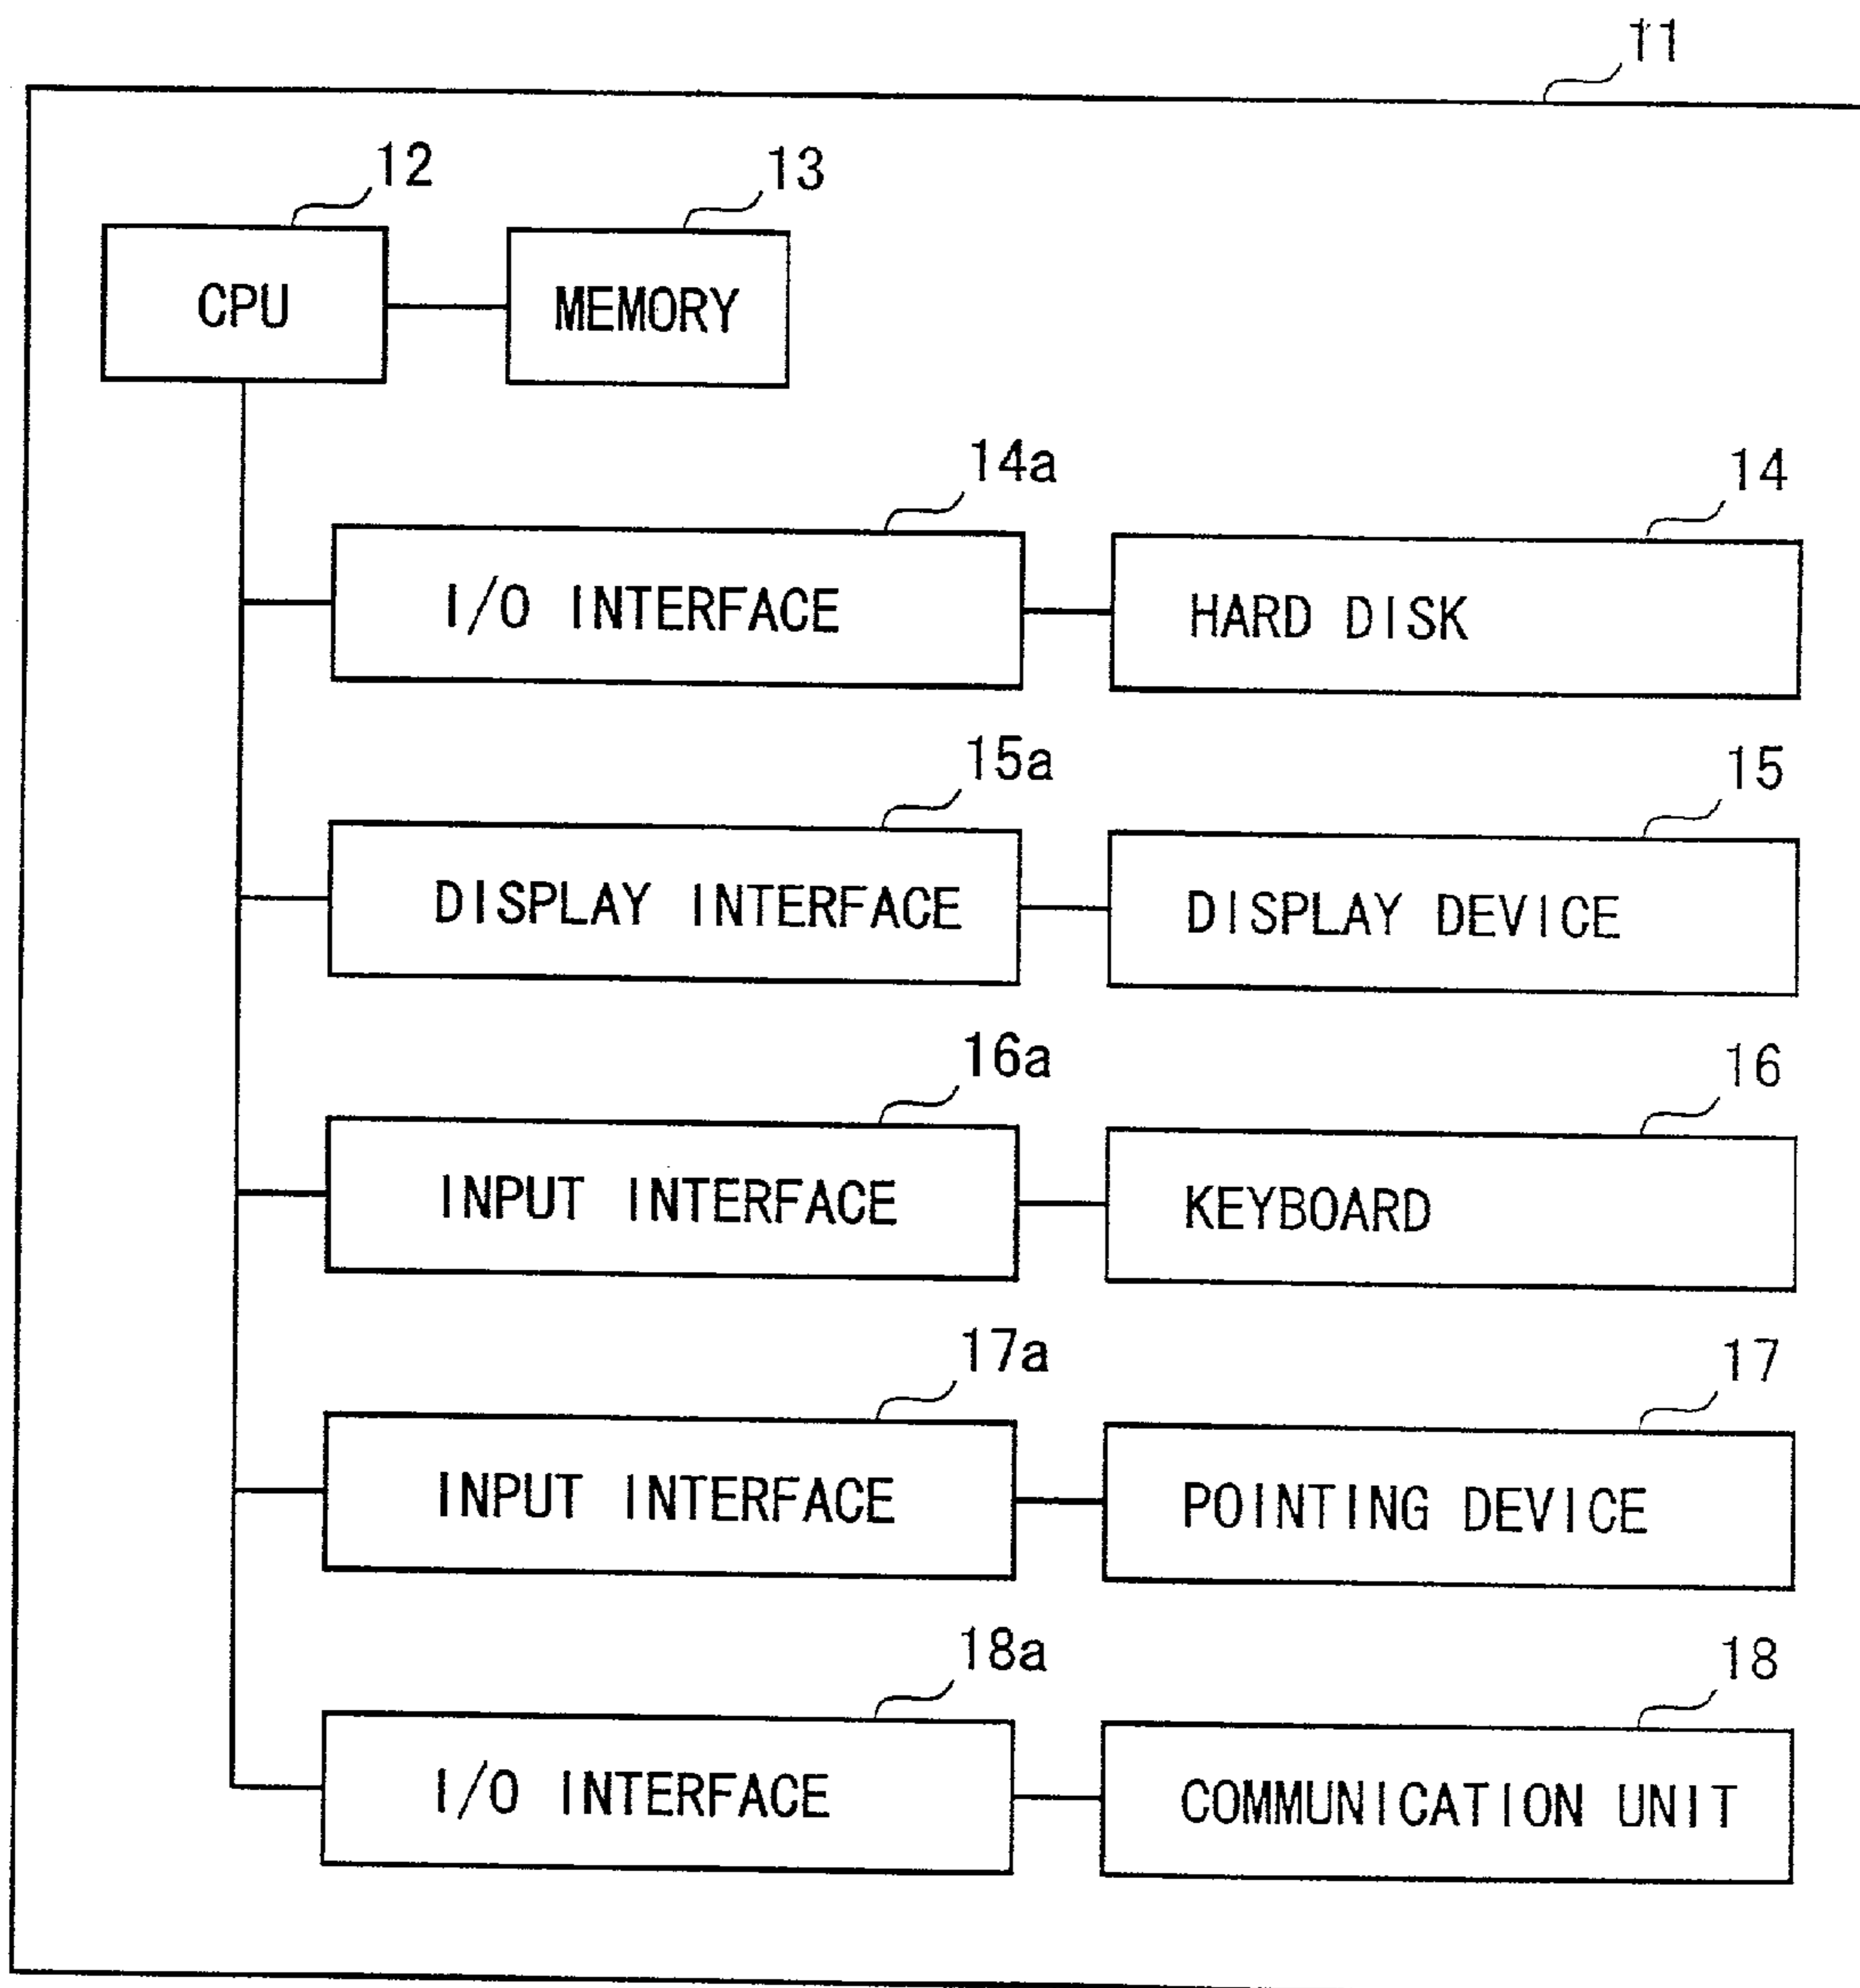 11
12
13
CPU
MEMORY
14a
14
I/O INTERFACE
HARD DISK
15a
15
DISPLAY INTERFACE
DISPLAY DEVICE
16a
16
INPUT INTERFACE
KEYBOARD
17a
17
INPUT INTERFACE
POINTING DEVICE
18a
18
I/O INTERFACE
COMMUNICATION UNIT